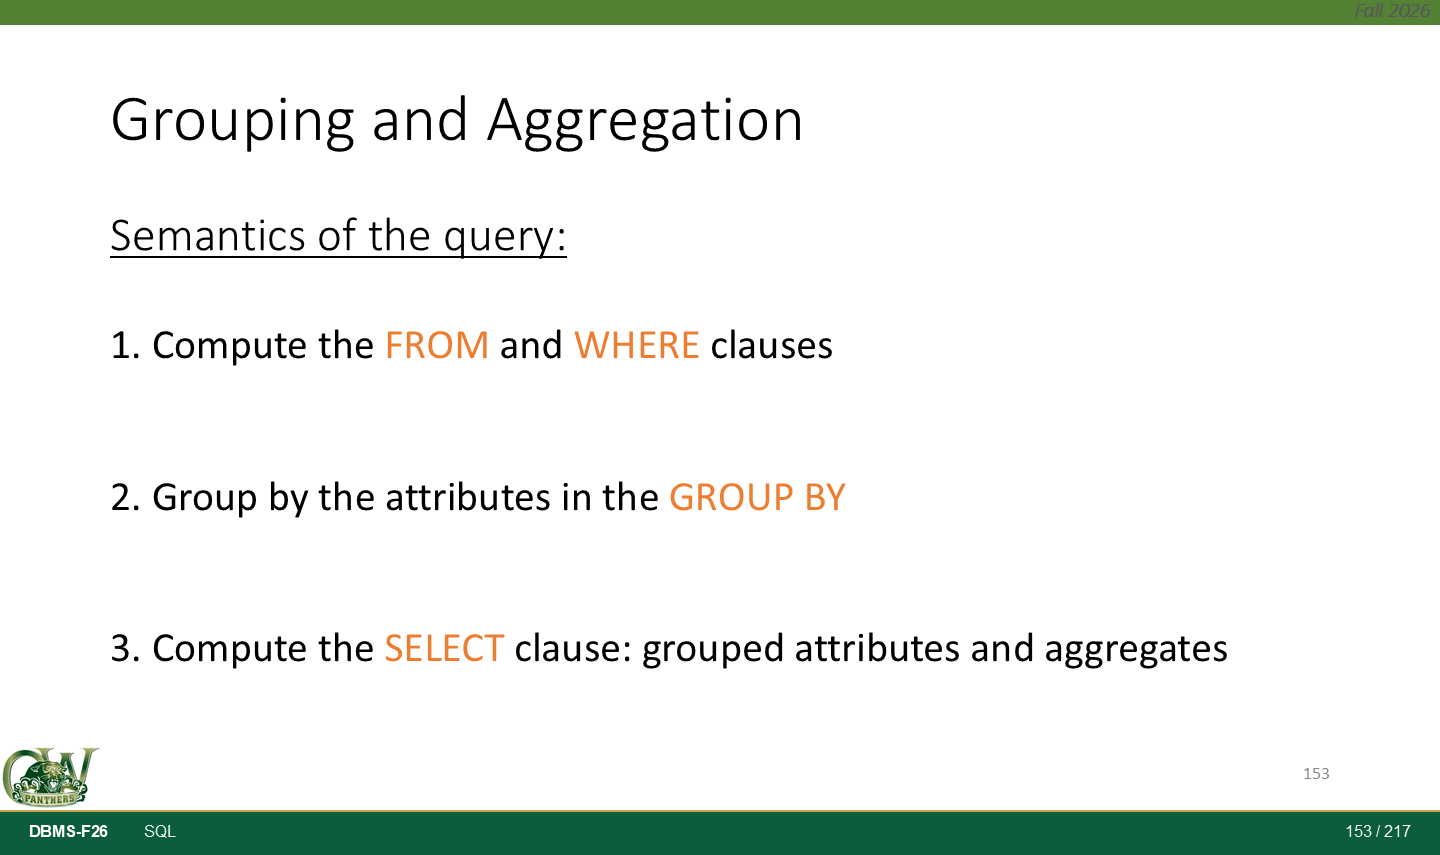 Fall 2026
Grouping and Aggregation
Semantics of the query:
1. Compute the FROM and WHERE clauses
2. Group by the attributes in the GROUP BY
3. Compute the SELECT clause: grouped attributes and aggregates
OW
PANTHERS
153
DBMS-F26 SQL 153 / 217